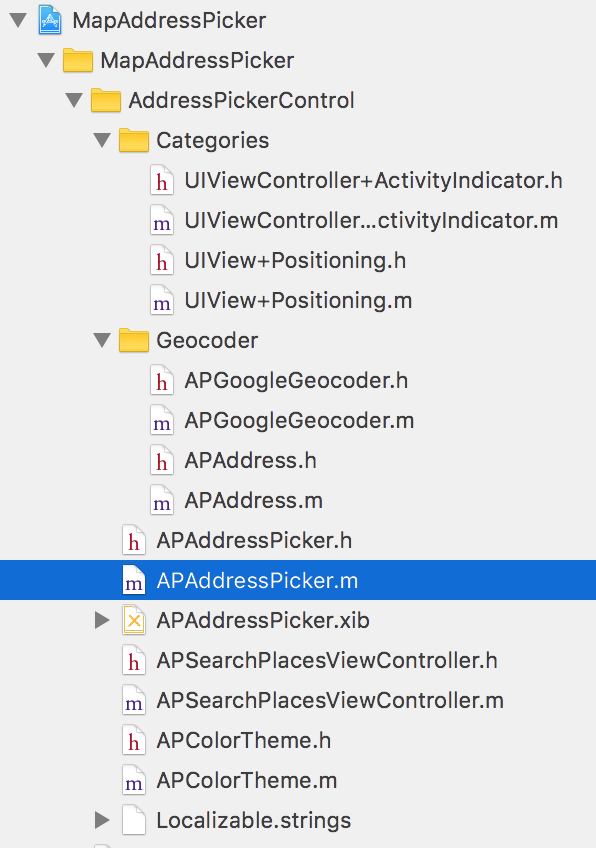 MapAddressPicker
MapAddressPicker
AddressPickerControl
Categories
h UIViewController+ActivityIndicator.h
m UIViewController...ctivityIndicator.m
h UIView+Positioning.h
m UIView+Positioning.m
Geocoder
h APGoogleGeocoder.h
m APGoogleGeocoder.m
h APAddress.h
m APAddress.m
h APAddressPicker.h
m APAddressPicker.m
APAddressPicker.xib
h APSearchPlacesViewController.h
m APSearchPlacesViewController.m
h APColorTheme.h
m APColorTheme.m
Localizable.strings